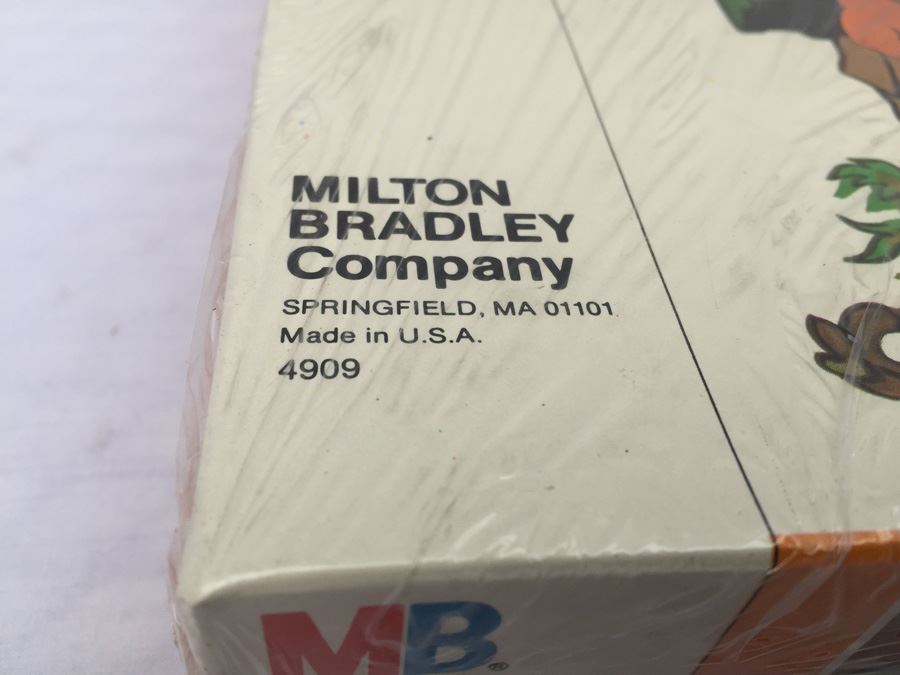 MILTON
BRADLEY
Company
SPRINGFIELD, MA 01101
Made in U.S.A.
4909
MB®